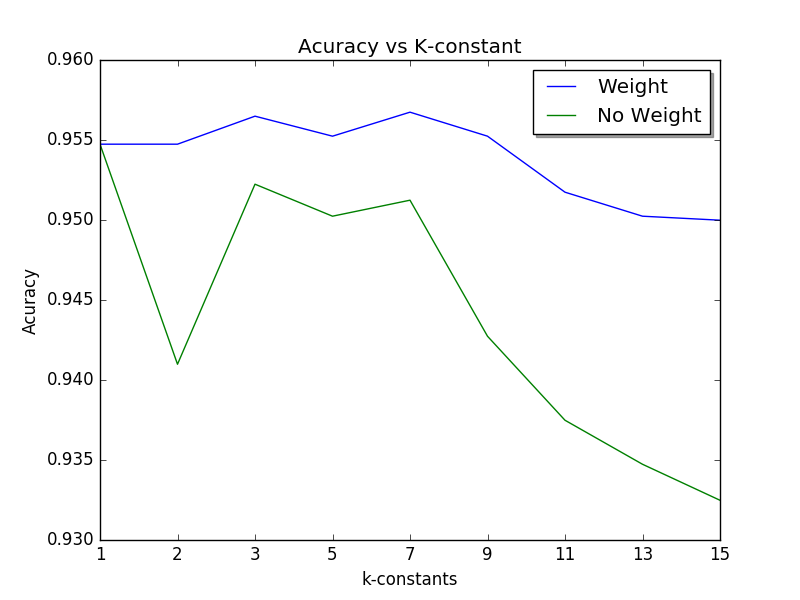 Acuracy vs K-constant
Weight
No Weight
0.960
0.955
0.950
0.945
0.940
0.935
0.930
Acuracy
1 2 3 5 7 9 11 13 15
k-constants